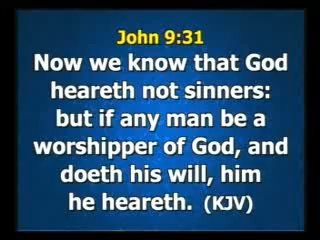 John 9:31
Now we know that God
heareth not sinners:
but if any man be a
worshipper of God, and
doeth his will, him
he heareth. (KJV)